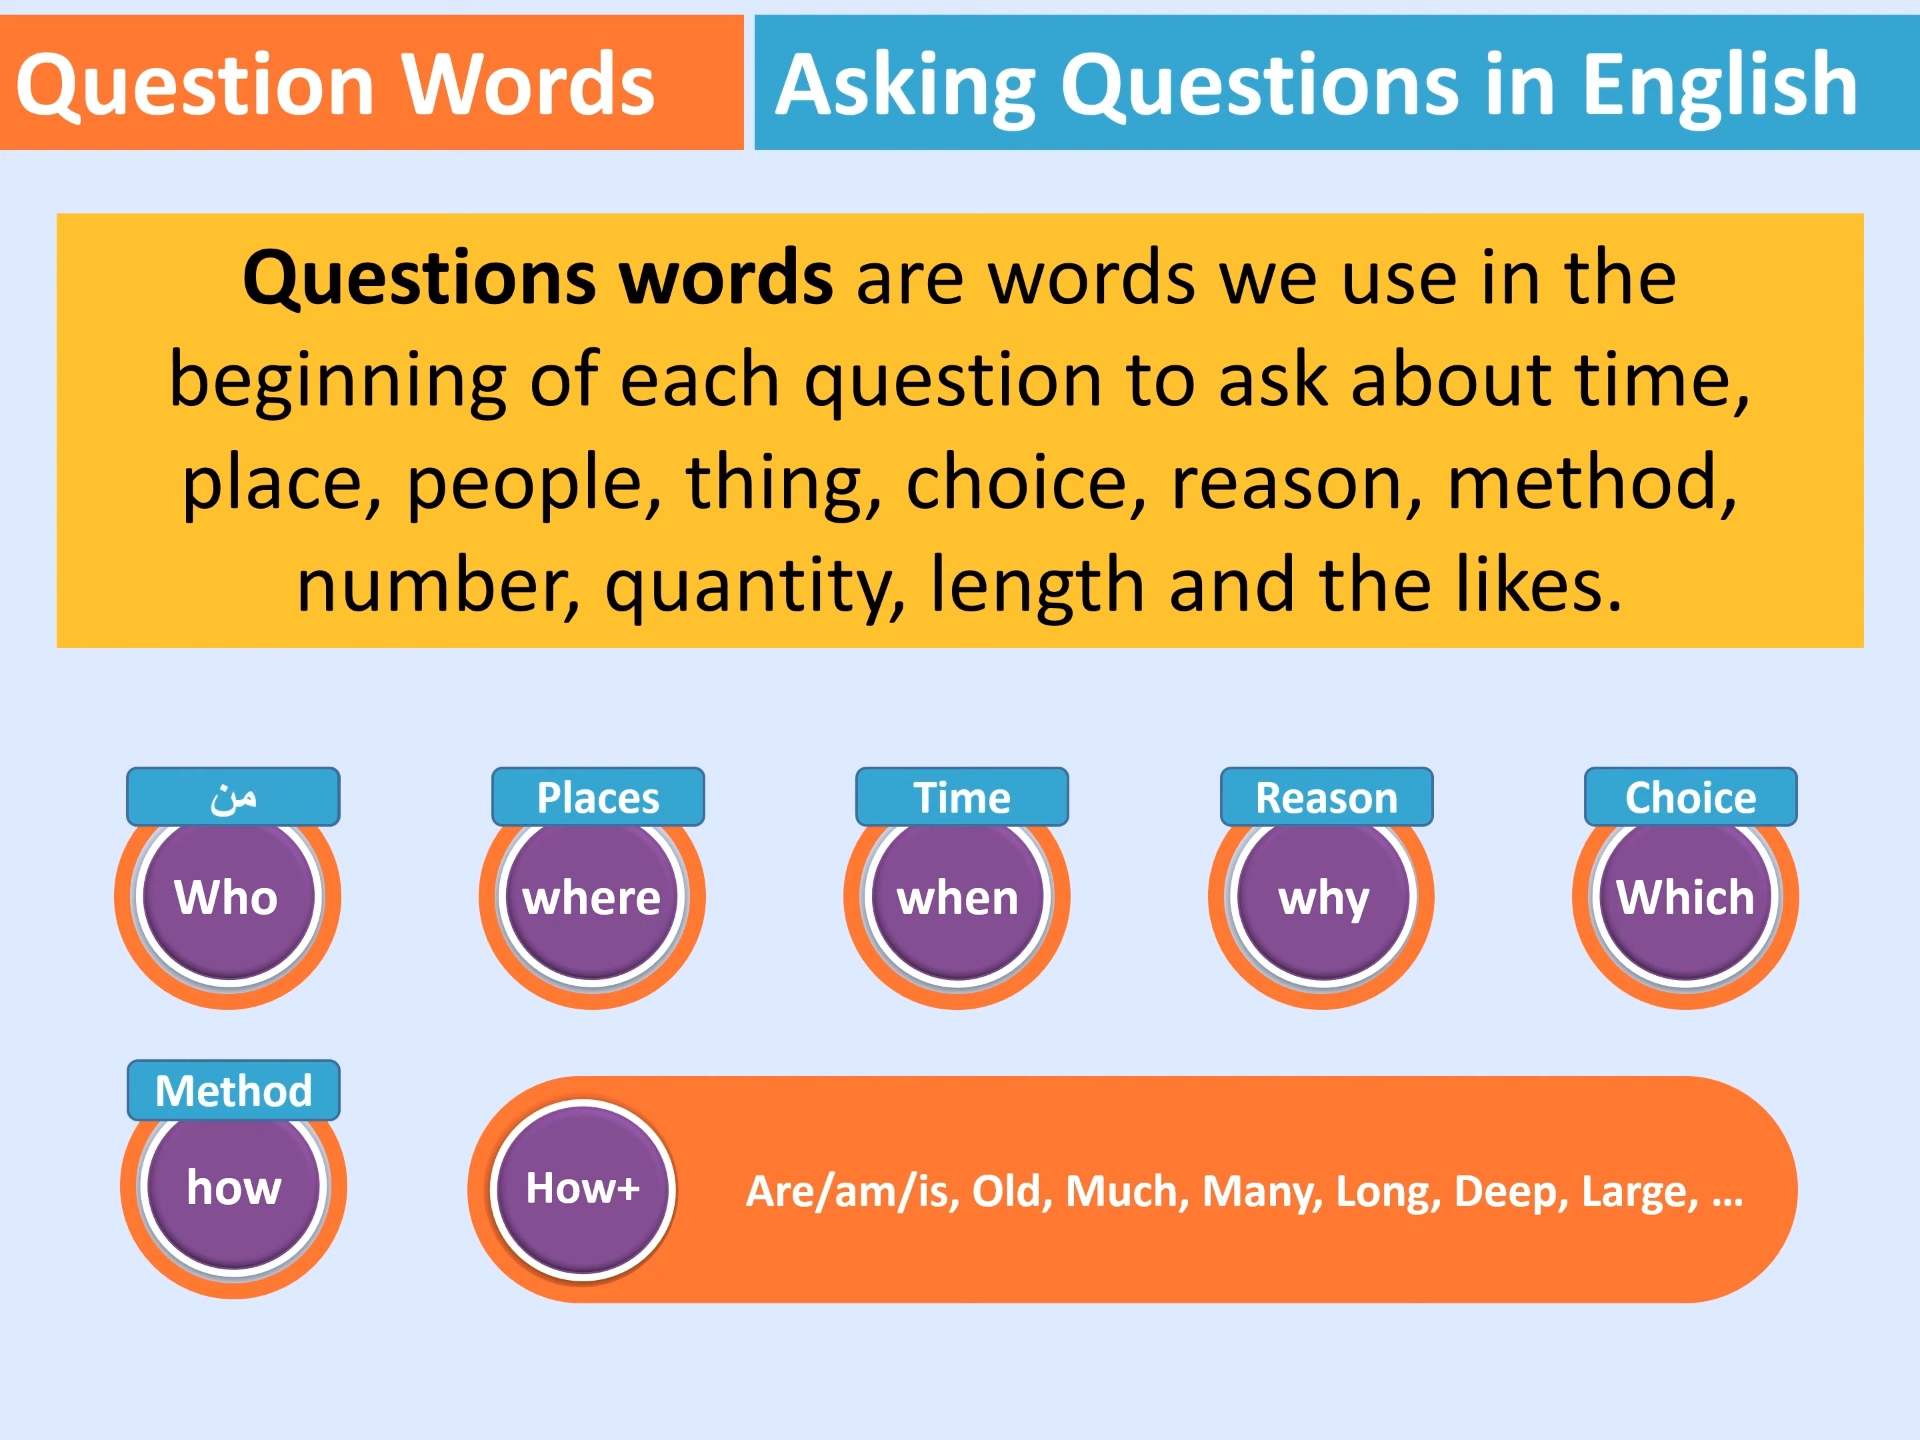 Question Words
Asking Questions in English
Questions words are words we use in the
beginning of each question to ask about time,
place, people, thing, choice, reason, method,
number, quantity, length and the likes.
من
Who
Places
where
Time
when
Reason
why
Choice
Which
Method
how
How+
Are/am/is, Old, Much, Many, Long, Deep, Large, ...